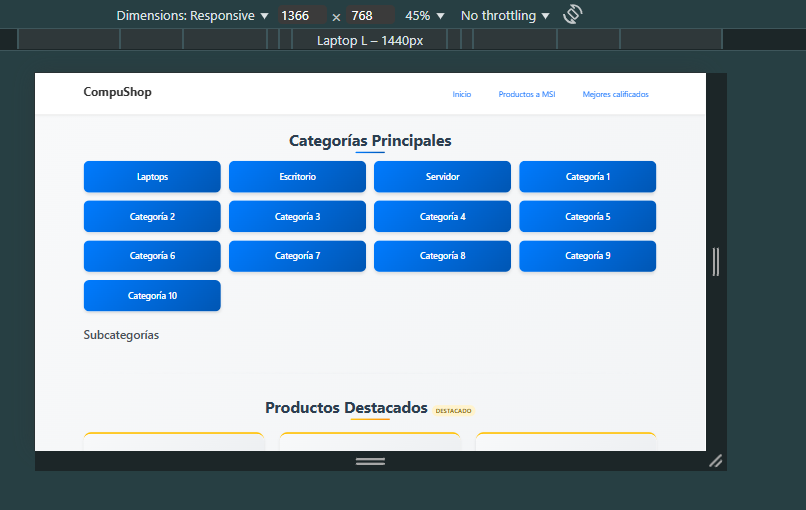 Dimensions: Responsive ▼ 1366 × 768 45% ▼ No throttling ▼
Laptop L – 1440px
CompuShop
Inicio Productos a MSI Mejores calificados
Categorías Principales
Laptops Escritorio Servidor Categoría 1
Categoría 2 Categoría 3 Categoría 4 Categoría 5
Categoría 6 Categoría 7 Categoría 8 Categoría 9
Categoría 10
Subcategorías
Productos Destacados DESTACADO